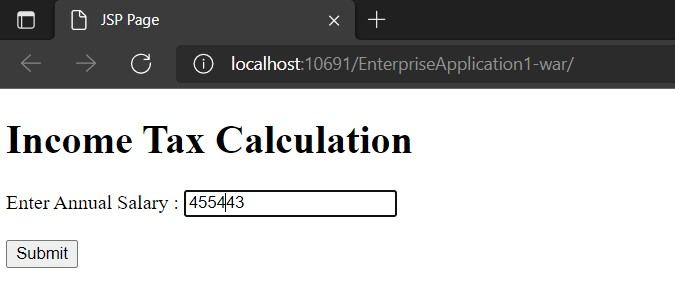 JSP Page
localhost:10691/EnterpriseApplication1-war/
Income Tax Calculation
Enter Annual Salary : 455443
Submit